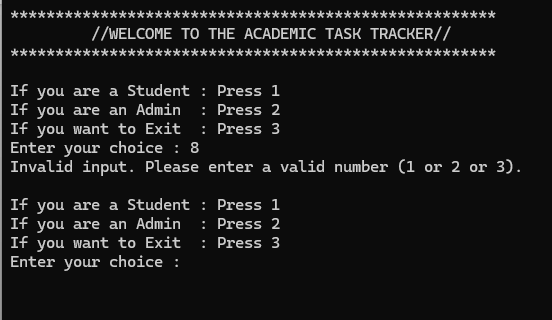 ******************************************************
//WELCOME TO THE ACADEMIC TASK TRACKER//
******************************************************
If you are a Student : Press 1
If you are an Admin  : Press 2
If you want to Exit  : Press 3
Enter your choice : 8
Invalid input. Please enter a valid number (1 or 2 or 3).
If you are a Student : Press 1
If you are an Admin  : Press 2
If you want to Exit  : Press 3
Enter your choice :